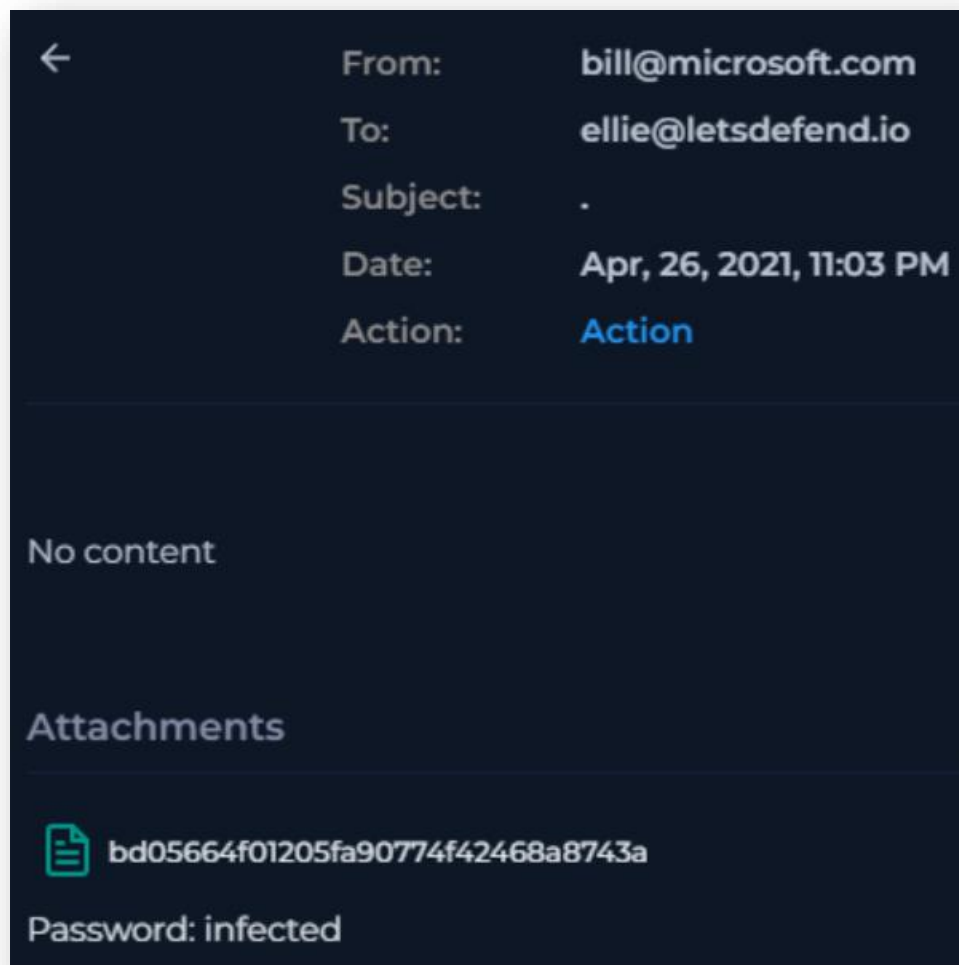 From: bill@microsoft.com
To: ellie@letsdefend.io
Subject: .
Date: Apr, 26, 2021, 11:03 PM
Action: Action
No content
Attachments
bd05664f01205fa90774f42468a8743a
Password: infected